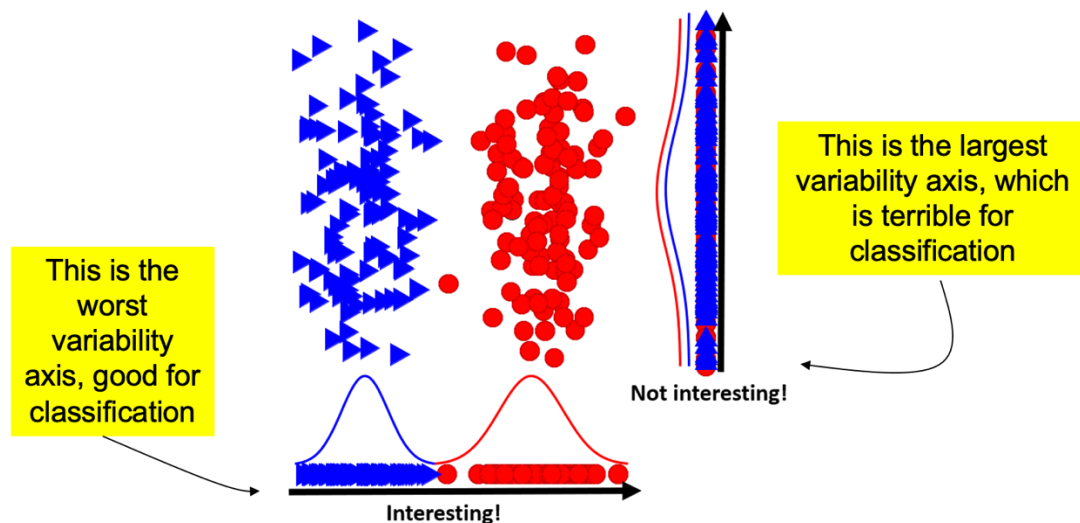 This is the largest
variability axis, which
is terrible for
classification
This is the
worst
variability
axis, good for
classification
Not interesting!
Interesting!